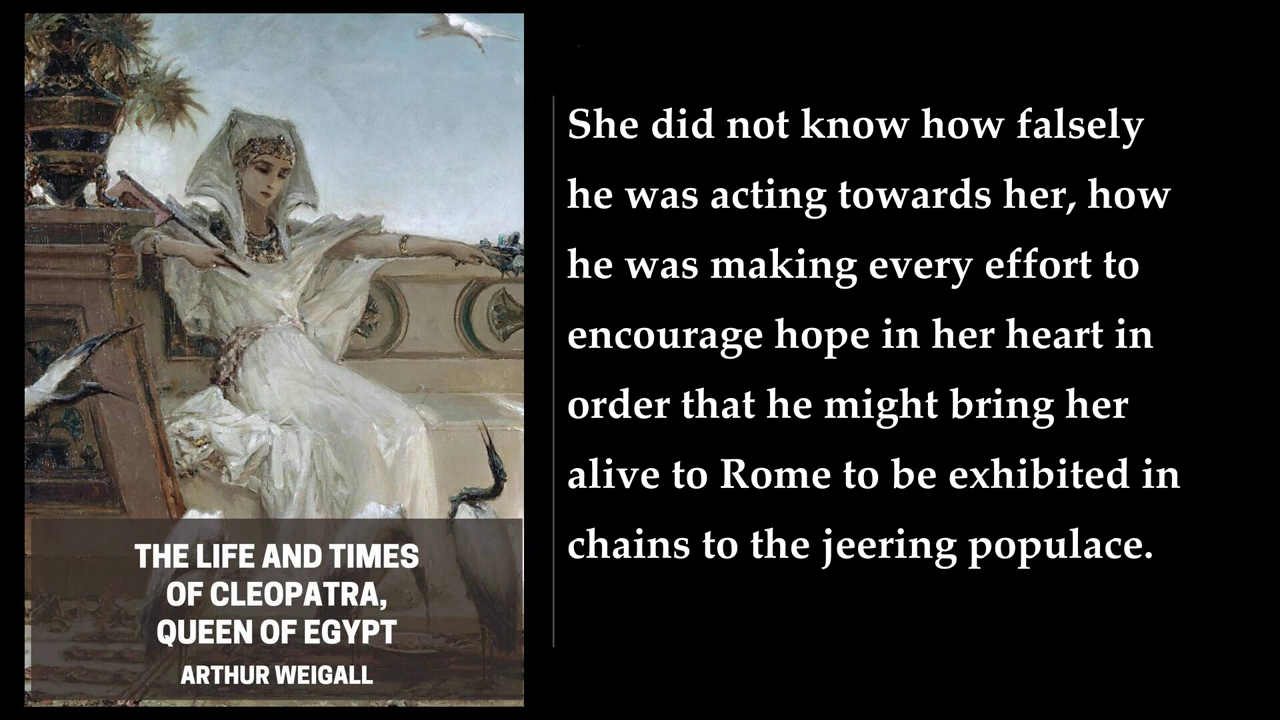 She did not know how falsely
he was acting towards her, how
he was making every effort to
encourage hope in her heart in
order that he might bring her
alive to Rome to be exhibited in
chains to the jeering populace.
THE LIFE AND TIMES
OF CLEOPATRA,
QUEEN OF EGYPT
ARTHUR WEIGALL